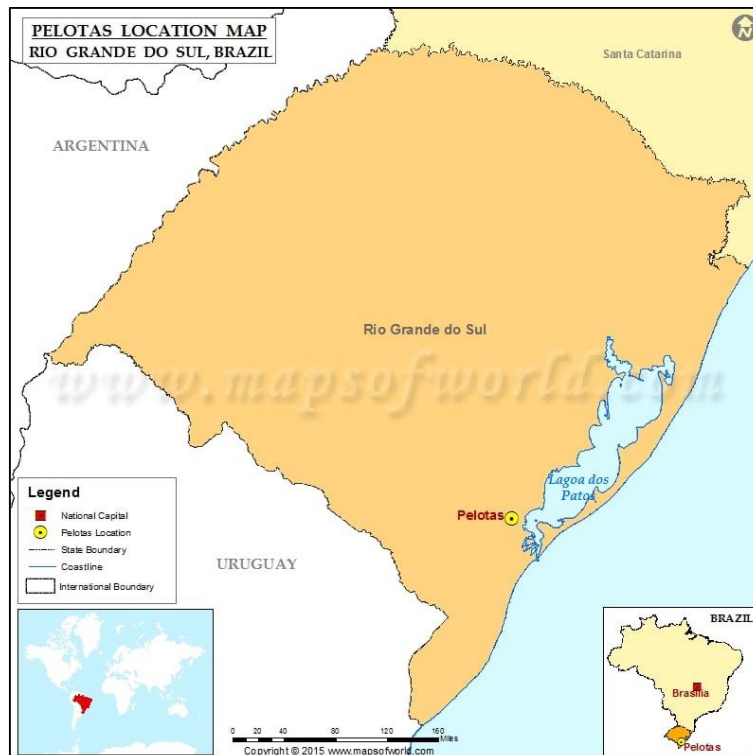 PELOTAS LOCATION MAP
RIO GRANDE DO SUL, BRAZIL
N
Santa Catarina
ARGENTINA
Rio Grande do Sul
www.mapsofworld.com
Lagoa dos
Patos
Pelotas
Legend
National Capital
Pelotas Location
State Boundary
Coastline
International Boundary
URUGUAY
BRAZIL
Brasilia
Pelotas
0 20 40 80 120 160
Miles
Copyright © 2015 www.mapsofworld.com